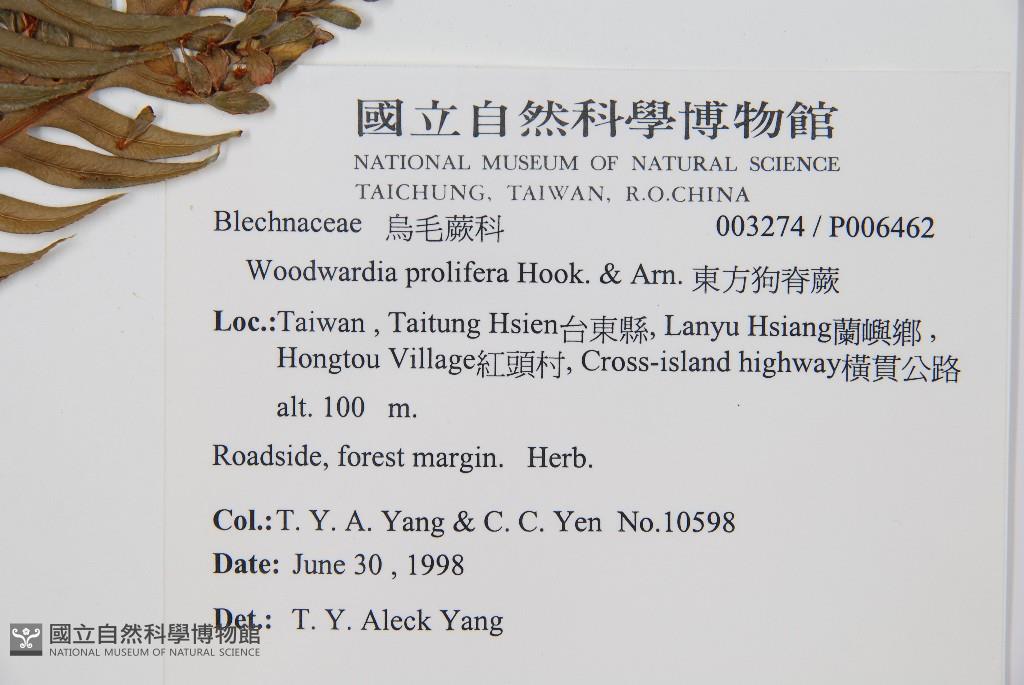 國立自然科學博物館
NATIONAL MUSEUM OF NATURAL SCIENCE
TAICHUNG, TAIWAN, R.O.CHINA
Blechnaceae 烏毛蕨科 003274 / P006462
Woodwardia prolifera Hook. & Arn. 東方狗脊蕨
Loc.:Taiwan , Taitung Hsien台東縣, Lanyu Hsiang蘭嶼鄉 ,
Hongtou Village紅頭村, Cross-island highway橫貫公路
alt. 100 m.
Roadside, forest margin. Herb.
Col.:T. Y. A. Yang & C. C. Yen No.10598
Date: June 30 , 1998
Det.: T. Y. Aleck Yang
國立自然科學博物館
NATIONAL MUSEUM OF NATURAL SCIENCE